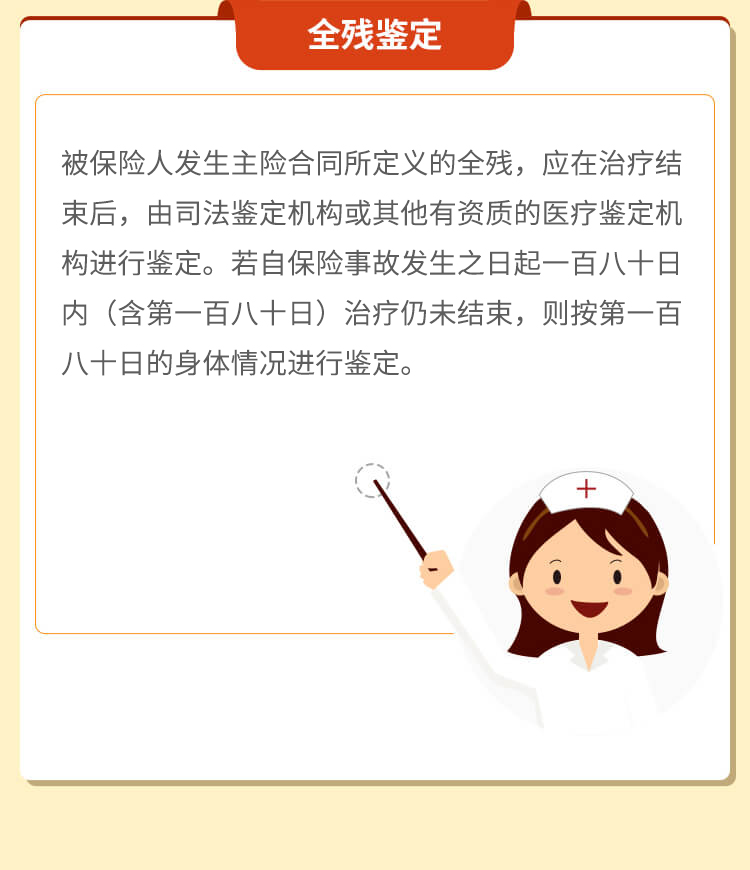 全残鉴定
被保险人发生主险合同所定义的全残，应在治疗结
束后，由司法鉴定机构或其他有资质的医疗鉴定机
构进行鉴定。若自保险事故发生之日起一百八十日
内（含第一百八十日）治疗仍未结束，则按第一百
八十日的身体情况进行鉴定。